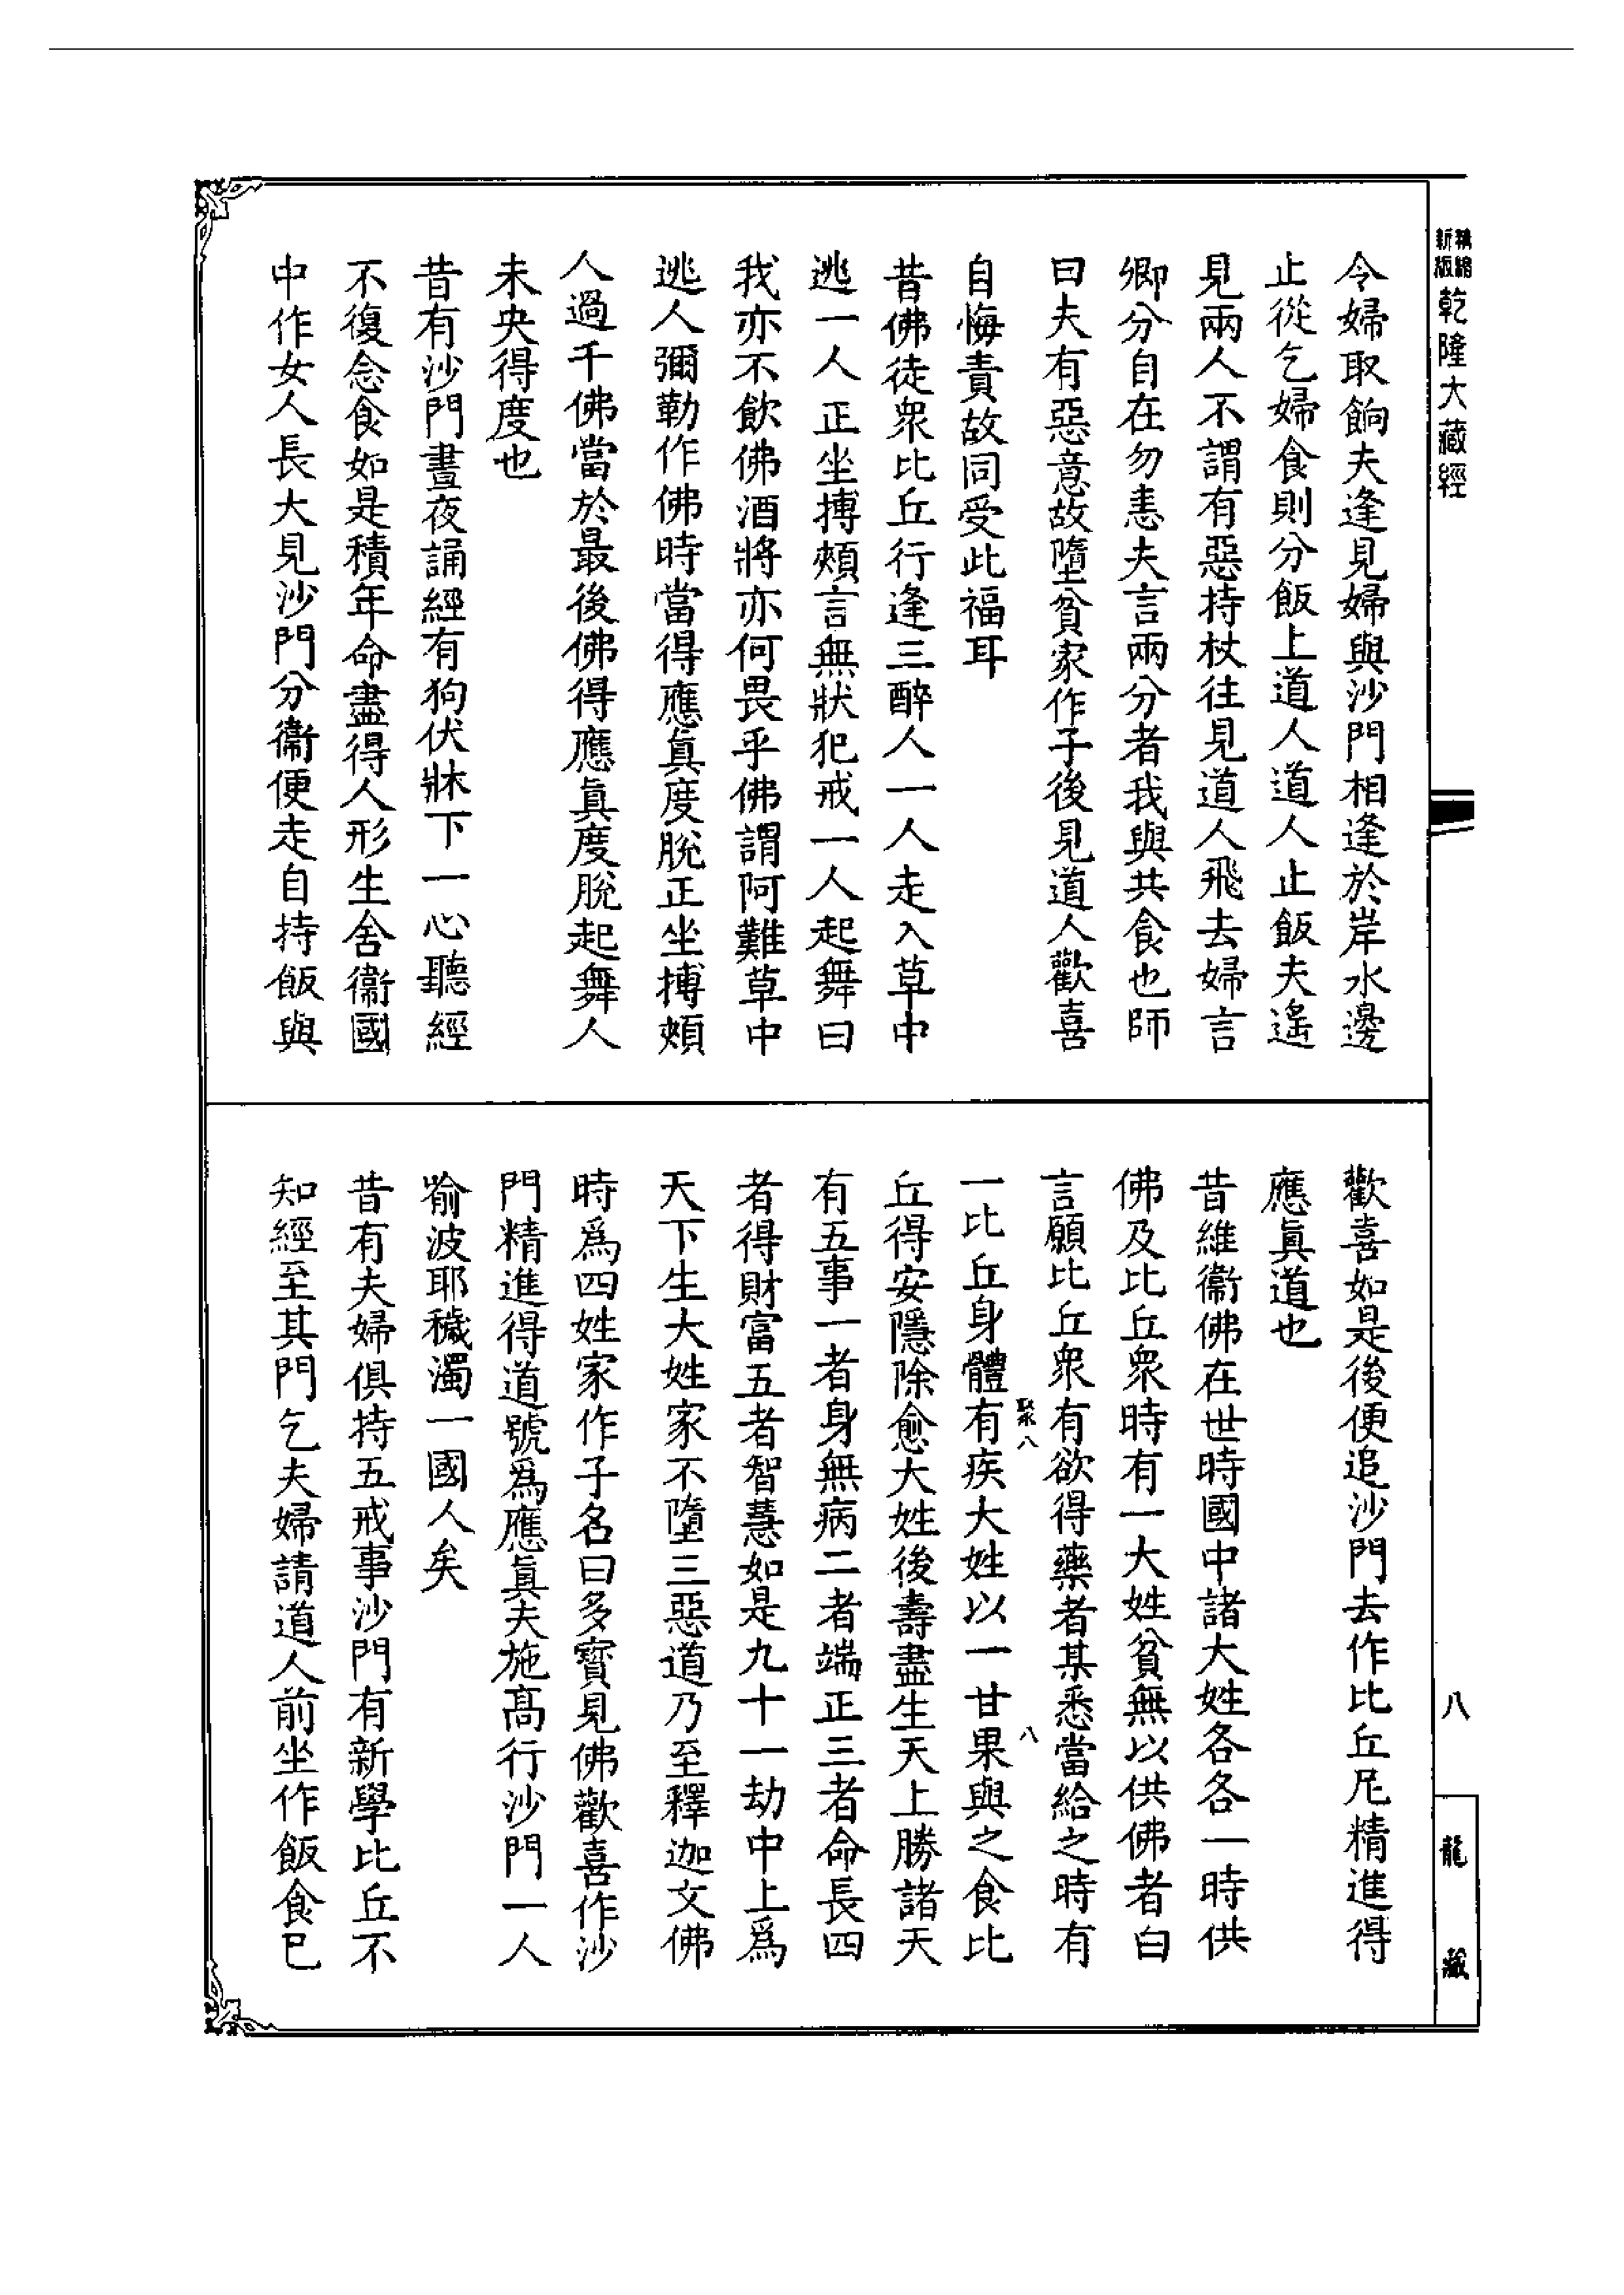 精縮新版 乾隆大藏經
令婦取餉夫逢見婦與沙門相逢於岸水邊
止從乞婦食則分飯上道人道人止飯夫遙
見兩人不謂有惡持杖往見道人飛去婦言
卿分自在勿恚夫言兩分者我與共食也師
曰夫有惡意故墮貧家作子後見道人歡喜
自悔責故同受此福耳
昔佛徒衆比丘行逢三醉人一人走入草中
逃一人正坐搏頰言無狀犯戒一人起舞曰
我亦不飲佛酒將亦何畏乎佛謂阿難草中
逃人彌勒作佛時當得應眞度脫正坐搏頰
人過千佛當於最後佛得應眞度脫起舞人
未央得度也
昔有沙門晝夜誦經有狗伏牀下一心聽經
不復念食如是積年命盡得人形生舍衞國
中作女人長大見沙門分衞便走自持飯與
歡喜如是後便追沙門去作比丘尼精進得
應眞道也
昔維衞佛在世時國中諸大姓各各一時供
佛及比丘衆時有一大姓貧無以供佛者白
言願比丘衆有欲得藥者某悉當給之時有
聚八 八
一比丘身體有疾大姓以一甘果與之食比
丘得安隱除愈大姓後壽盡生天上勝諸天
有五事一者身無病二者端正三者命長四
者得財富五者智慧如是九十一劫中上爲
天下生大姓家不墮三惡道乃至釋迦文佛
時爲四姓家作子名曰多寳見佛歡喜作沙
門精進得道號爲應眞夫施髙行沙門一人
喻波耶穢濁一國人矣
昔有夫婦俱持五戒事沙門有新學比丘不
知經至其門乞夫婦請道人前坐作飯食已
八
龍藏